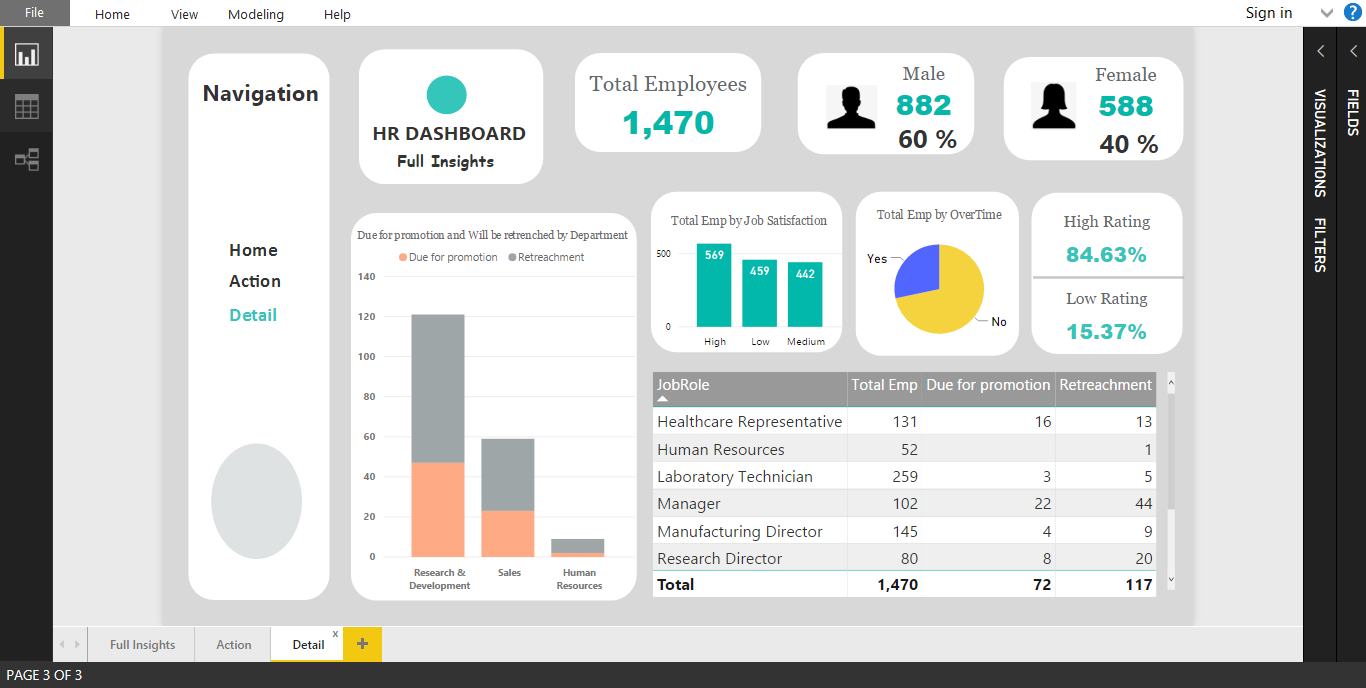 File Home View Modeling Help Sign in ?
Navigation
Home
Action
Detail
HR DASHBOARD
Full Insights
Total Employees
1,470
Male
882
60 %
Female
588
40 %
Due for promotion and Will be retrenched by Department
Due for promotion Retreachment
140
120
100
80
60
40
20
0
Research & Development
Sales
Human Resources
Total Emp by Job Satisfaction
500
0
569 459 442
High Low Medium
Total Emp by OverTime
Yes
No
High Rating
84.63%
Low Rating
15.37%
JobRole Total Emp Due for promotion Retreachment
Healthcare Representative 131 16 13
Human Resources 52 1
Laboratory Technician 259 3 5
Manager 102 22 44
Manufacturing Director 145 4 9
Research Director 80 8 20
Total 1,470 72 117
VISUALIZATIONS
FILTERS
FIELDS
Full Insights Action Detail x +
PAGE 3 OF 3